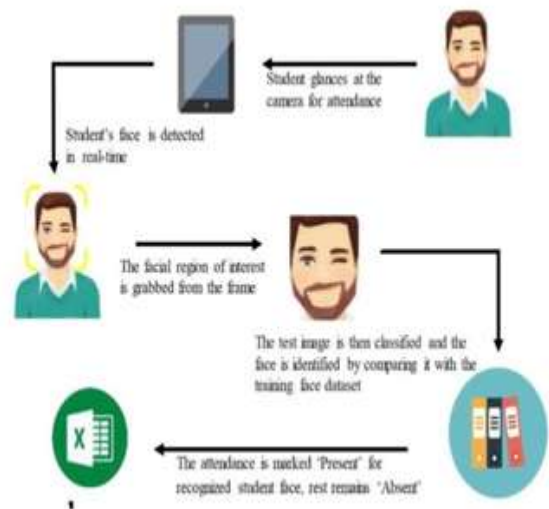 Student glances at the
camera for attendance
Student's face is detected
in real-time
The facial region of interest
is grabbed from the frame
The test image is then classified and the
face is identified by comparing it with the
training face dataset
X
The attendance is marked 'Present' for
recognized student face, rest remains 'Absent'